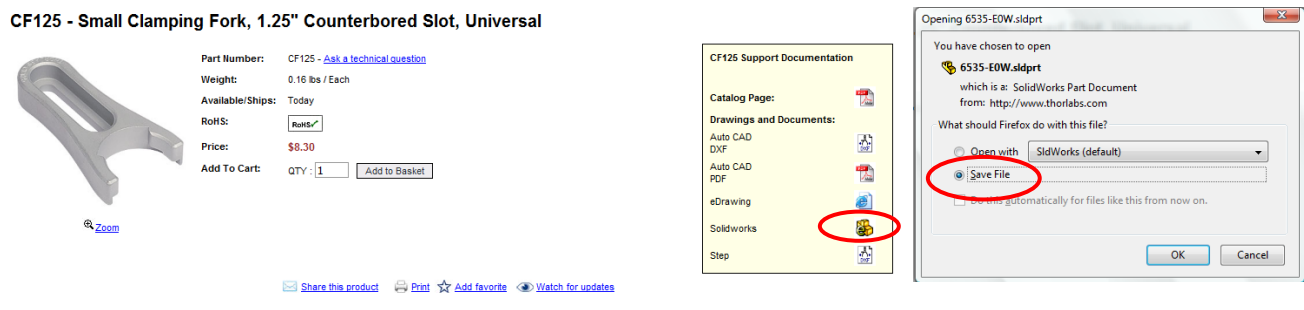 CF125 - Small Clamping Fork, 1.25" Counterbored Slot, Universal
Part Number: CF125 - Ask a technical question
Weight: 0.16 lbs / Each
Available/Ships: Today
RoHS: RoHS✓
Price: $8.30
Add To Cart: QTY : 1 Add to Basket
Zoom
Share this product Print Add favorite Watch for updates
CF125 Support Documentation
Catalog Page:
Drawings and Documents:
Auto CAD
DXF
Auto CAD
PDF
eDrawing
Solidworks
Step
Opening 6535-E0W.sldprt
You have chosen to open
6535-E0W.sldprt
which is a: SolidWorks Part Document
from: http://www.thorlabs.com
What should Firefox do with this file?
Open with SldWorks (default)
Save File
Do this automatically for files like this from now on.
OK Cancel